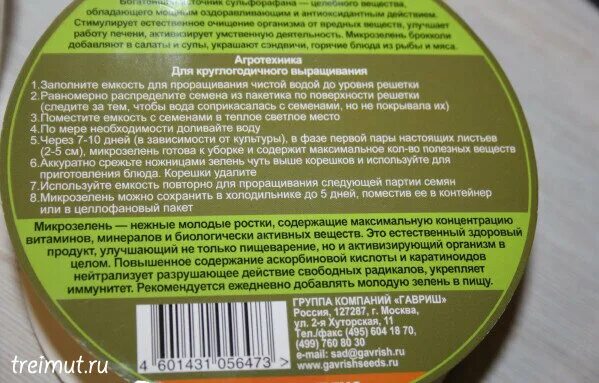 Богатейший источник сульфорафана — целебного вещества,
обладающего мощным оздоравливающим и антиоксидантным действием.
Стимулирует естественное очищение организма от вредных веществ, улучшает
работу печени, активизирует умственную деятельность. Микрозелень брокколи
добавляют в салаты и супы, украшают сэндвичи, горячие блюда из рыбы и мяса.
Агротехника
Для круглогодичного выращивания
1.Заполните емкость для проращивания чистой водой до уровня решетки
2.Равномерно распределите семена из пакетика по поверхности решетки
(следите за тем, чтобы вода соприкасалась с семенами, но не покрывала их)
3.Поместите емкость с семенами в теплое светлое место
4.По мере необходимости доливайте воду
5.Через 7-10 дней (в зависимости от культуры), в фазе первой пары настоящих листьев
(2-5 см), микрозелень готова к уборке и содержит максимальное кол-во полезных веществ
6.Аккуратно срежьте ножницами зелень чуть выше корешков и используйте для
приготовления блюда. Корешки удалите
7.Используйте емкость повторно для проращивания следующей партии семян
8.Микрозелень можно сохранить в холодильнике до 5 дней, поместив ее в контейнер
или в целлофановый пакет
Микрозелень — нежные молодые ростки, содержащие максимальную концентрацию
витаминов, минералов и биологически активных веществ. Это естественный здоровый
продукт, улучшающий не только пищеварение, но и активизирующий организм в
целом. Повышенное содержание аскорбиновой кислоты и каратиноидов
нейтрализует разрушающее действие свободных радикалов, укрепляет
иммунитет. Рекомендуется ежедневно добавлять молодую зелень в пищу.
ГРУППА КОМПАНИЙ «ГАВРИШ»
Россия, 127287, г. Москва,
ул. 2-я Хуторская, 11
Тел./факс (495) 604 18 70,
(499) 760 80 30
e-mail: sad@gavrish.ru
www.gavrishseeds.ru
4 601431 056473 >
treimut.ru